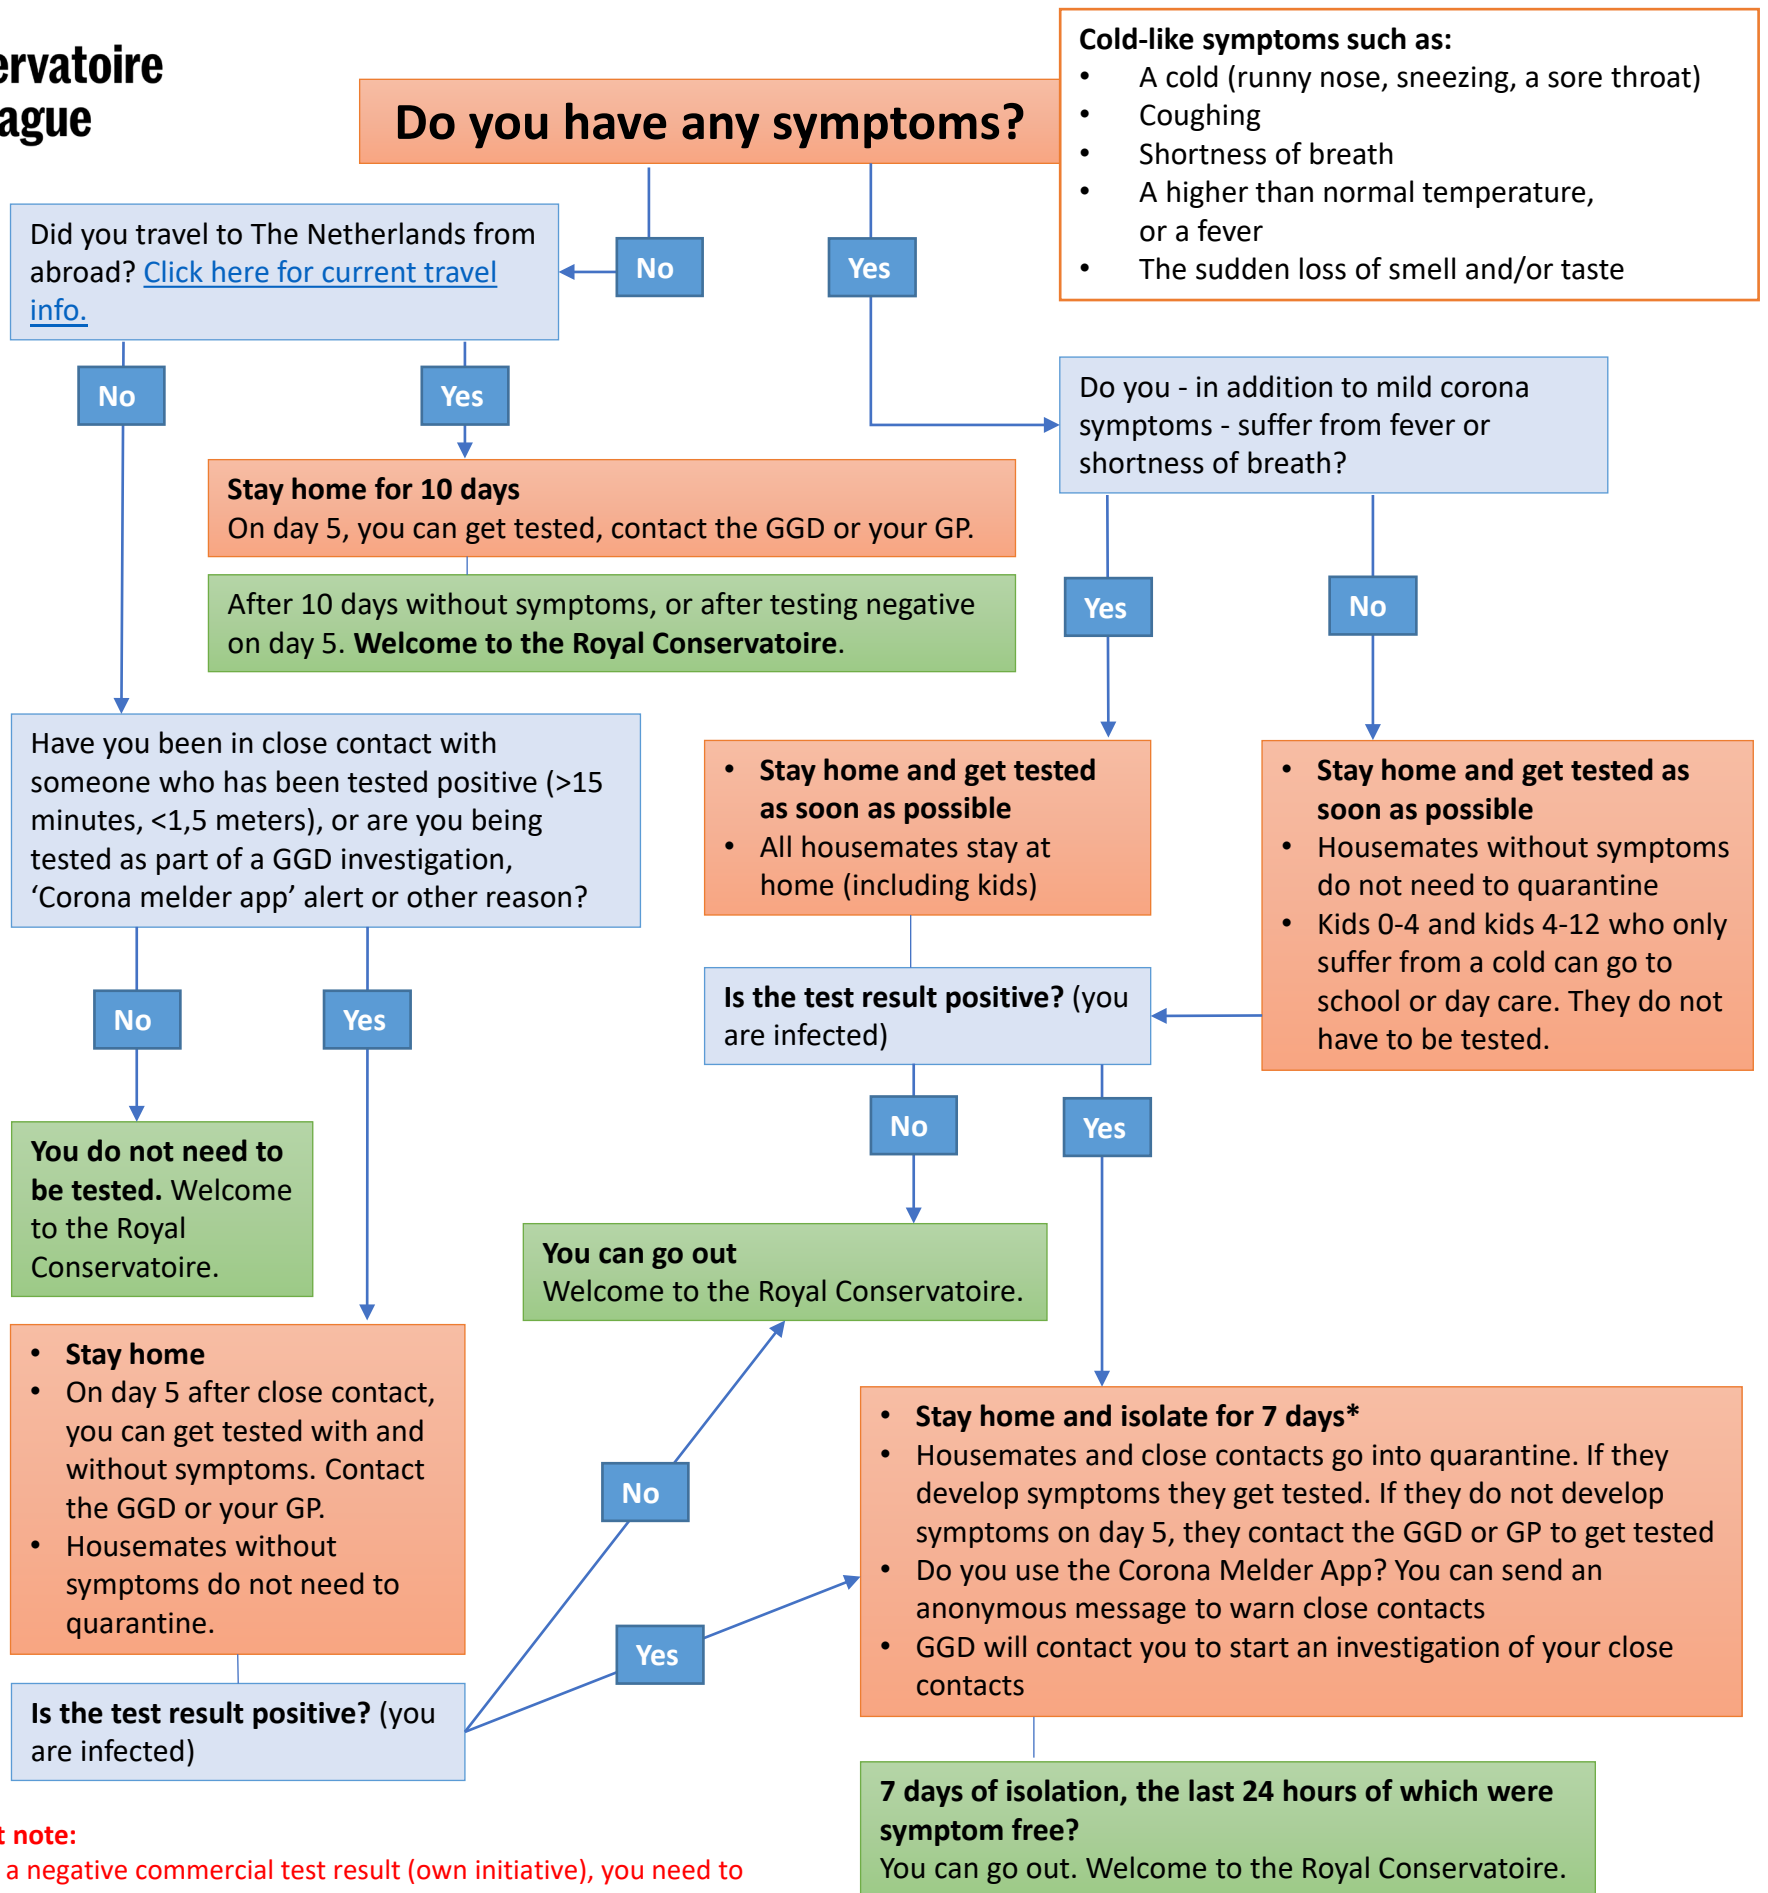 ervatoire
ague
Do you have any symptoms?
Cold-like symptoms such as:
• A cold (runny nose, sneezing, a sore throat)
• Coughing
• Shortness of breath
• A higher than normal temperature,
or a fever
• The sudden loss of smell and/or taste
Did you travel to The Netherlands from
abroad? Click here for current travel
info.
No
Yes
No
Yes
Do you - in addition to mild corona
symptoms - suffer from fever or
shortness of breath?
Stay home for 10 days
On day 5, you can get tested, contact the GGD or your GP.
After 10 days without symptoms, or after testing negative
on day 5. Welcome to the Royal Conservatoire.
Yes
No
Have you been in close contact with
someone who has been tested positive (>15
minutes, <1,5 meters), or are you being
tested as part of a GGD investigation,
‘Corona melder app’ alert or other reason?
• Stay home and get tested
as soon as possible
• All housemates stay at
home (including kids)
• Stay home and get tested as
soon as possible
• Housemates without symptoms
do not need to quarantine
• Kids 0-4 and kids 4-12 who only
suffer from a cold can go to
school or day care. They do not
have to be tested.
No
Yes
Is the test result positive? (you
are infected)
No
Yes
You do not need to
be tested. Welcome
to the Royal
Conservatoire.
You can go out
Welcome to the Royal Conservatoire.
• Stay home
• On day 5 after close contact,
you can get tested with and
without symptoms. Contact
the GGD or your GP.
• Housemates without
symptoms do not need to
quarantine.
No
Yes
• Stay home and isolate for 7 days*
• Housemates and close contacts go into quarantine. If they
develop symptoms they get tested. If they do not develop
symptoms on day 5, they contact the GGD or GP to get tested
• Do you use the Corona Melder App? You can send an
anonymous message to warn close contacts
• GGD will contact you to start an investigation of your close
contacts
Is the test result positive? (you
are infected)
7 days of isolation, the last 24 hours of which were
symptom free?
You can go out. Welcome to the Royal Conservatoire.
t note:
a negative commercial test result (own initiative), you need to